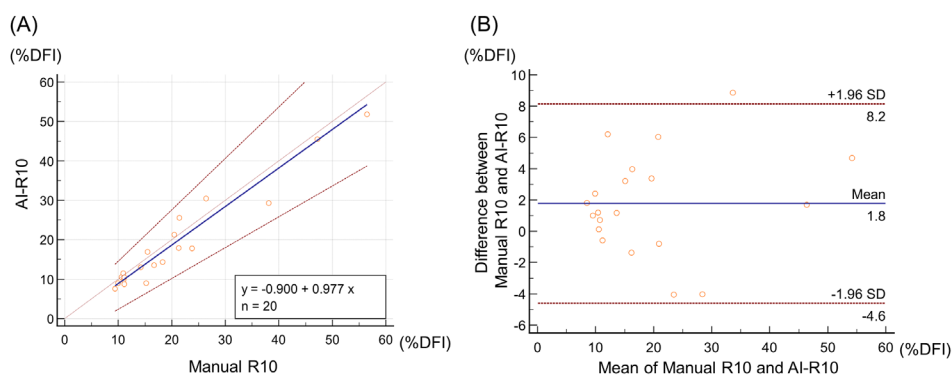 (A)
(%DFI)
AI-R10
60
50
40
30
20
10
0
0 10 20 30 40 50 60
(%DFI)
Manual R10
y = -0.900 + 0.977 x
n = 20
(B)
(%DFI)
Difference between
Manual R10 and AI-R10
10
8
6
4
2
0
-2
-4
-6
+1.96 SD
8.2
Mean
1.8
-1.96 SD
-4.6
0 10 20 30 40 50 60
(%DFI)
Mean of Manual R10 and AI-R10